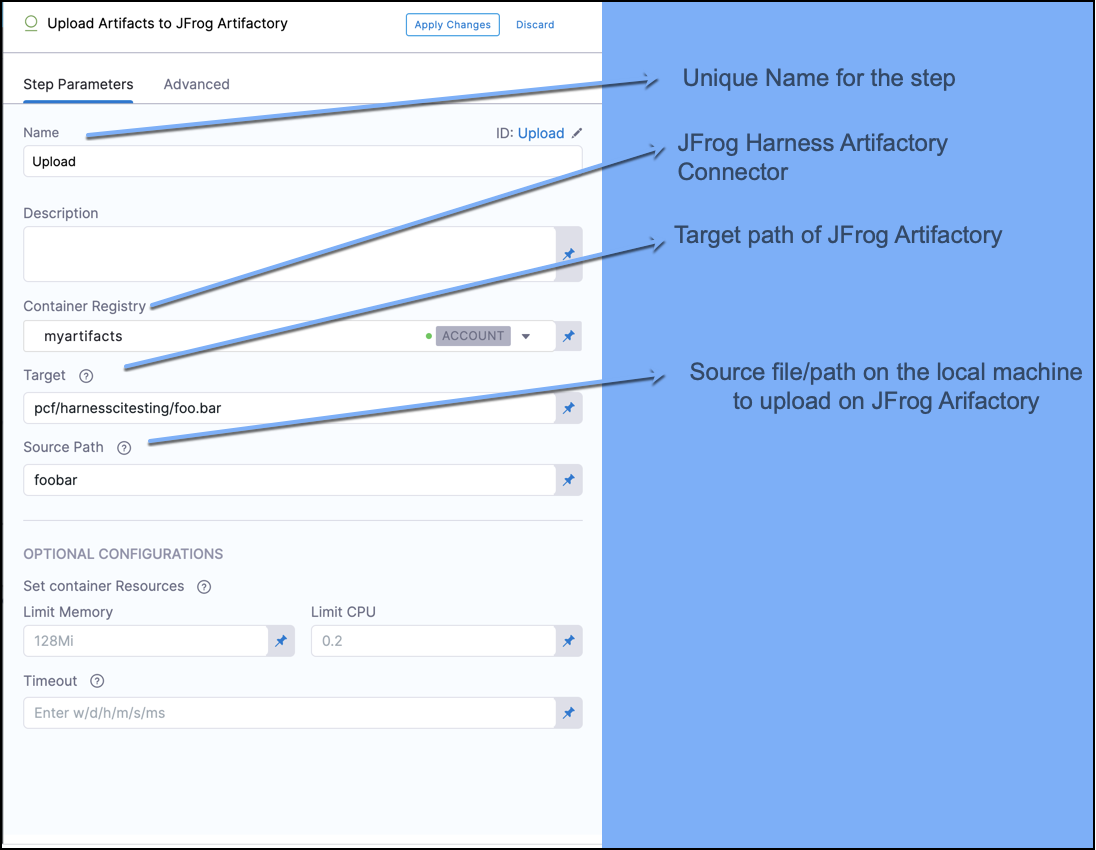 Upload Artifacts to JFrog Artifactory
Apply Changes
Discard
Step Parameters
Advanced
Unique Name for the step
Name
ID: Upload
Upload
JFrog Harness Artifactory
Connector
Description
Target path of JFrog Artifactory
Container Registry
myartifacts
ACCOUNT
Target ?
Source file/path on the local machine
to upload on JFrog Arifactory
pcf/harnesscitesting/foo.bar
Source Path ?
foobar
OPTIONAL CONFIGURATIONS
Set container Resources ?
Limit Memory
Limit CPU
128Mi
0.2
Timeout ?
Enter w/d/h/m/s/ms